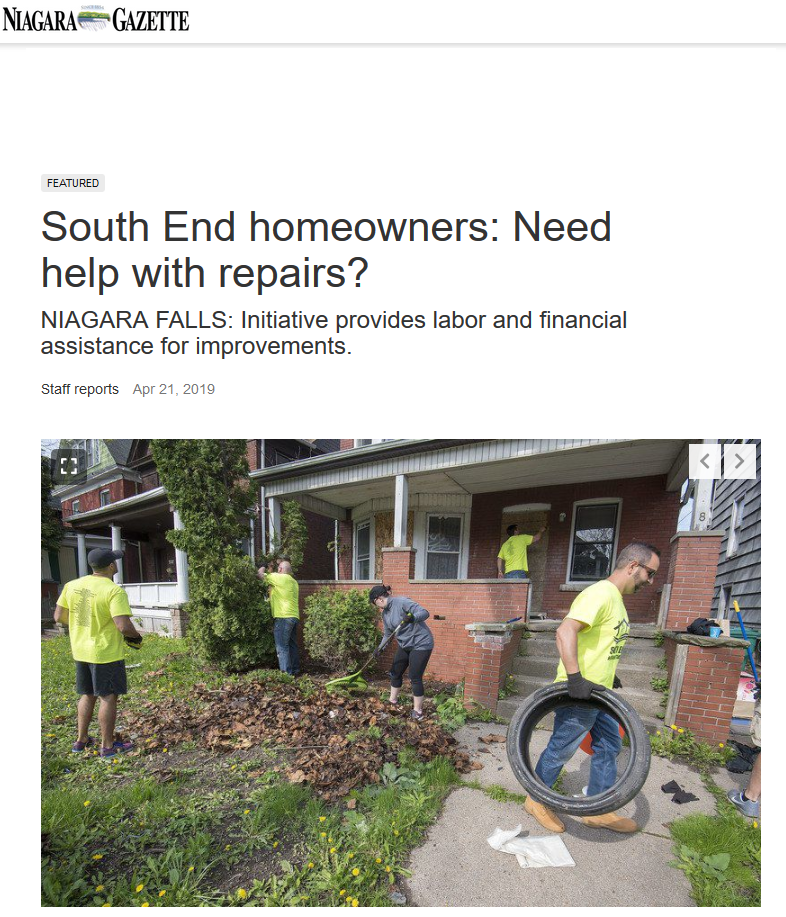 NIAGARA GAZETTE
FEATURED
South End homeowners: Need
help with repairs?
NIAGARA FALLS: Initiative provides labor and financial
assistance for improvements.
Staff reports Apr 21, 2019
8